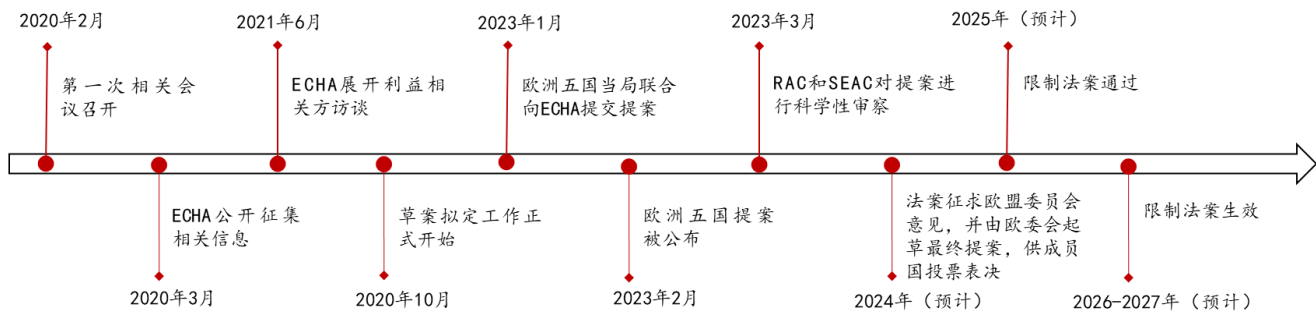 2020年2月
2021年6月
2023年1月
2023年3月
2025年（预计）
第一次相关会
议召开
ECHA展开利益相
关方访谈
欧洲五国当局联合
向ECHA提交提案
RAC和SEAC对提案进
行科学性审察
限制法案通过
ECHA公开征集
相关信息
草案拟定工作正
式开始
欧洲五国提案
被公布
法案征求欧盟委员会
意见，并由欧委会起
草最终提案，供成员
国投票表决
限制法案生效
2020年3月
2020年10月
2023年2月
2024年（预计）
2026-2027年（预计）